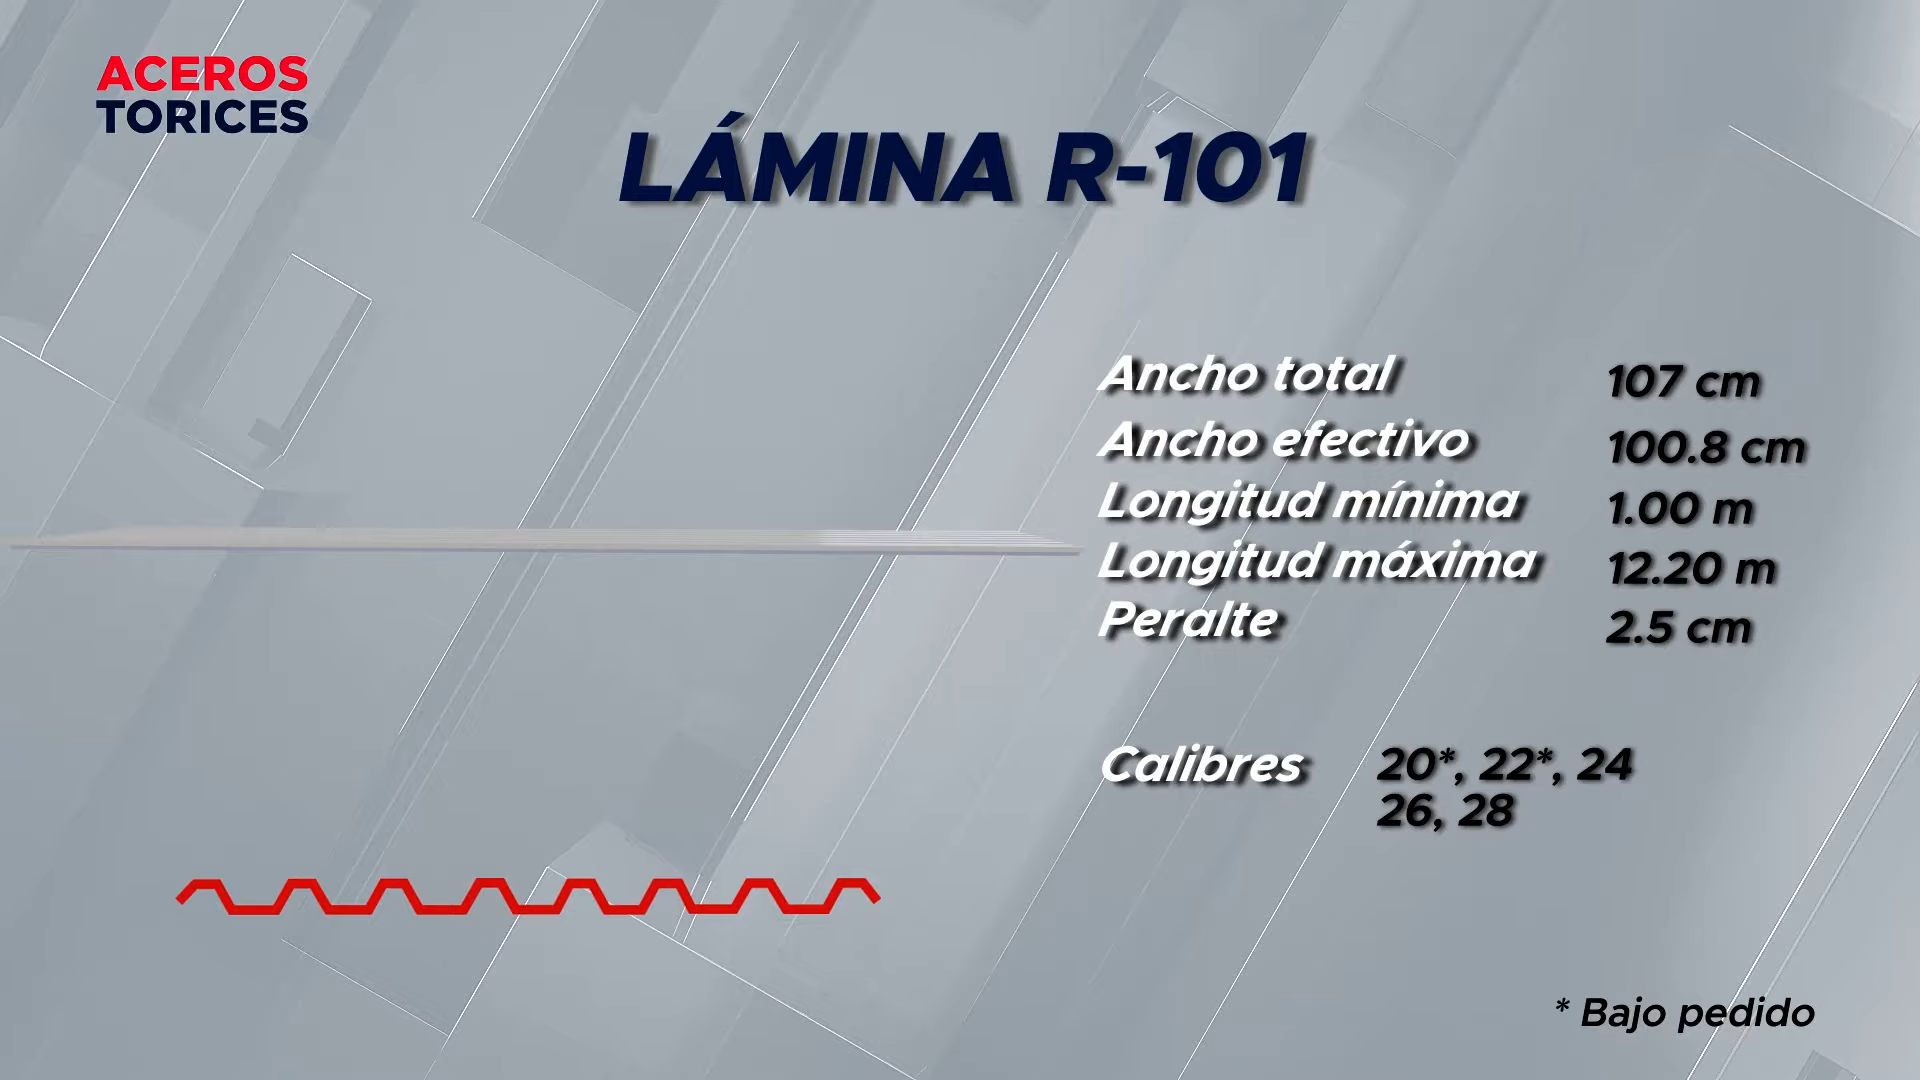 ACEROS
TORICES
LÁMINA R-101
Ancho total 107 cm
Ancho efectivo 100.8 cm
Longitud mínima 1.00 m
Longitud máxima 12.20 m
Peralte 2.5 cm
Calibres 20*, 22*, 24
26, 28
* Bajo pedido